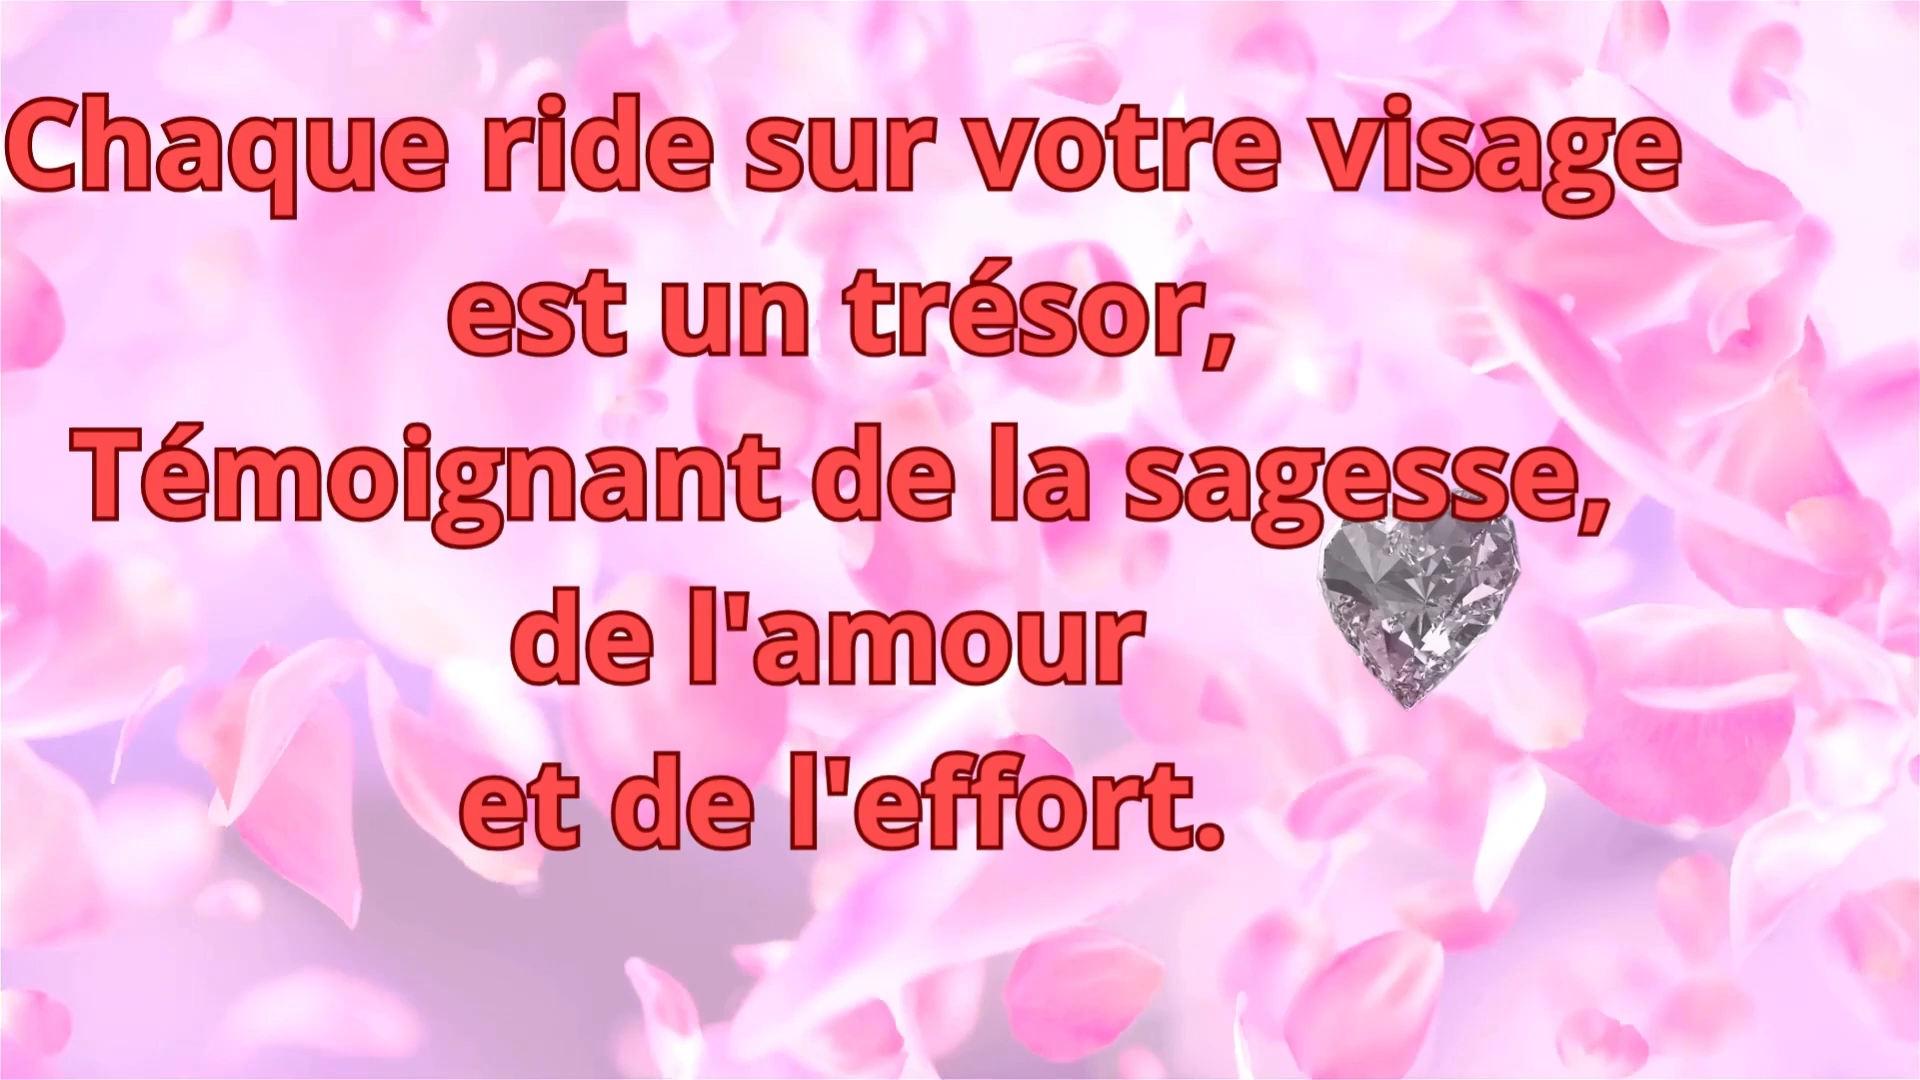 Chaque ride sur votre visage
est un trésor,
Témoignant de la sagesse,
de l'amour
et de l'effort.